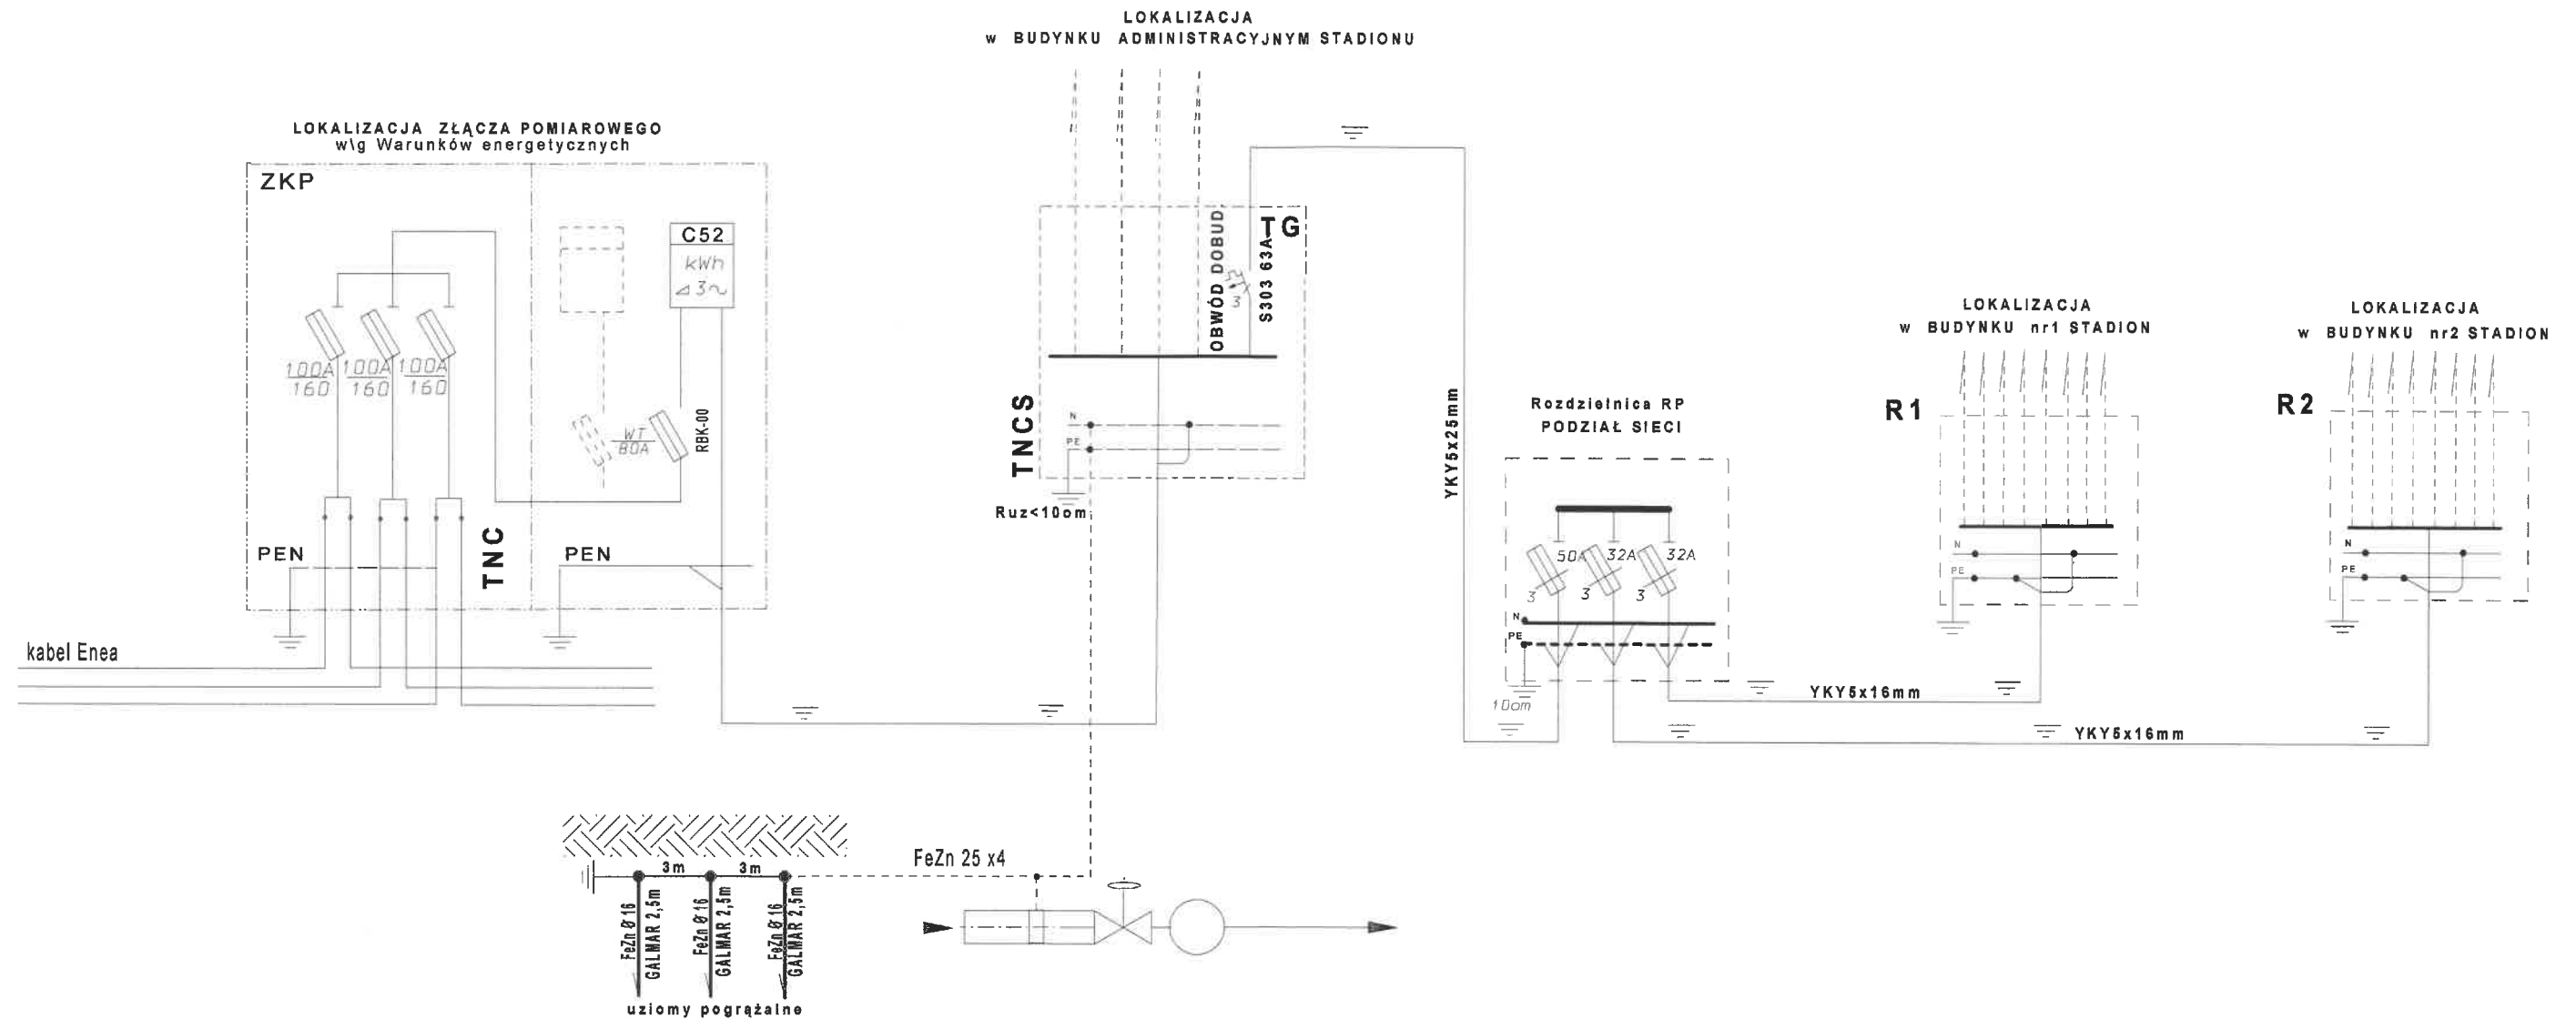 LOKALIZACJA
w BUDYNKU ADMINISTRACYJNYM STADIONU
LOKALIZACJA ZŁĄCZA POMIAROWEGO
w\g Warunków energetycznych
ZKP
C52
kWh
3~
100A
160
100A
160
100A
160
WT
80A
RBK-00
PEN
TNC
PEN
kabel Enea
TG
OBWÓD DOBUD.
S303 63A
3
TNCS
N
PE
Ruz<10om
YKY5x25mm
Rozdzielnica RP
PODZIAŁ SIECI
50A
32A
32A
3
3
3
N
PE
10om
LOKALIZACJA
w BUDYNKU nr1 STADION
R1
N
PE
YKY5x16mm
LOKALIZACJA
w BUDYNKU nr2 STADION
R2
N
PE
YKY5x16mm
3m
3m
FeZn 25 x4
FeZn Ø16
GALMAR 2,5m
FeZn Ø16
GALMAR 2,5m
FeZn Ø16
GALMAR 2,5m
uziomy pogrążalne